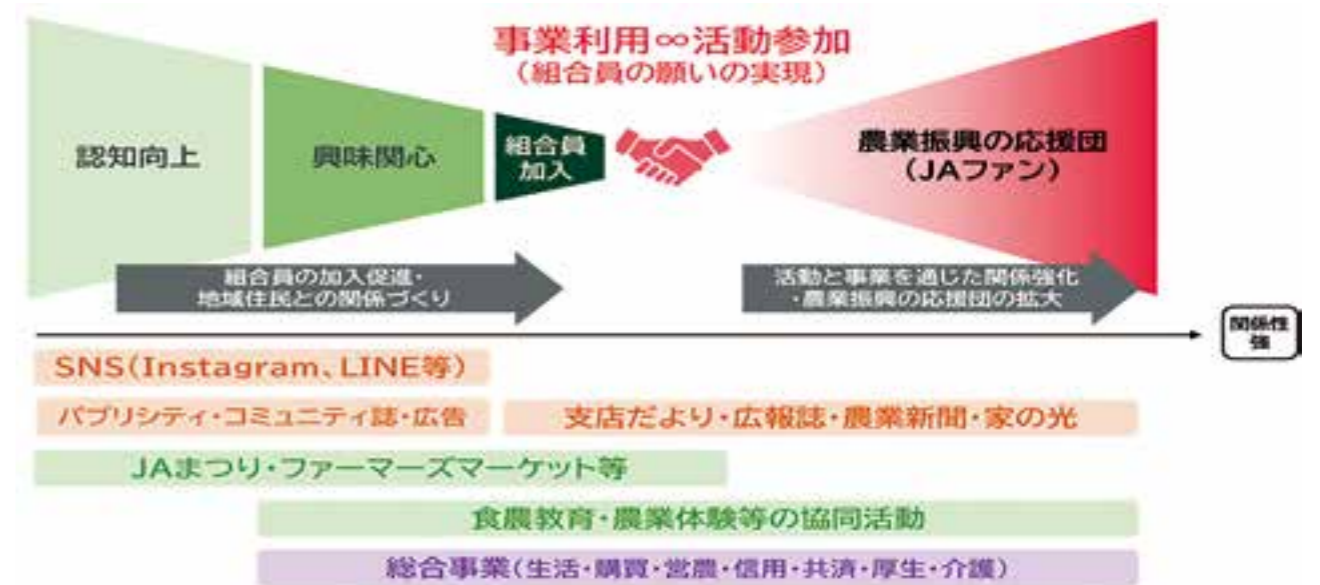 事業利用∞活動参加
(組合員の願いの実現)
認知向上
興味関心
組合員
加入
農業振興の応援団
(JAファン)
組合員の加入促進・
地域住民との関係づくり
活動と事業を通じた関係強化
・農業振興の応援団の拡大
関係性
強
SNS(Instagram、LINE等)
パブリシティ・コミュニティ誌・広告
支店だより・広報誌・農業新聞・家の光
JAまつり・ファーマーズマーケット等
食農教育・農業体験等の協同活動
総合事業(生活・購買・営農・信用・共済・厚生・介護)